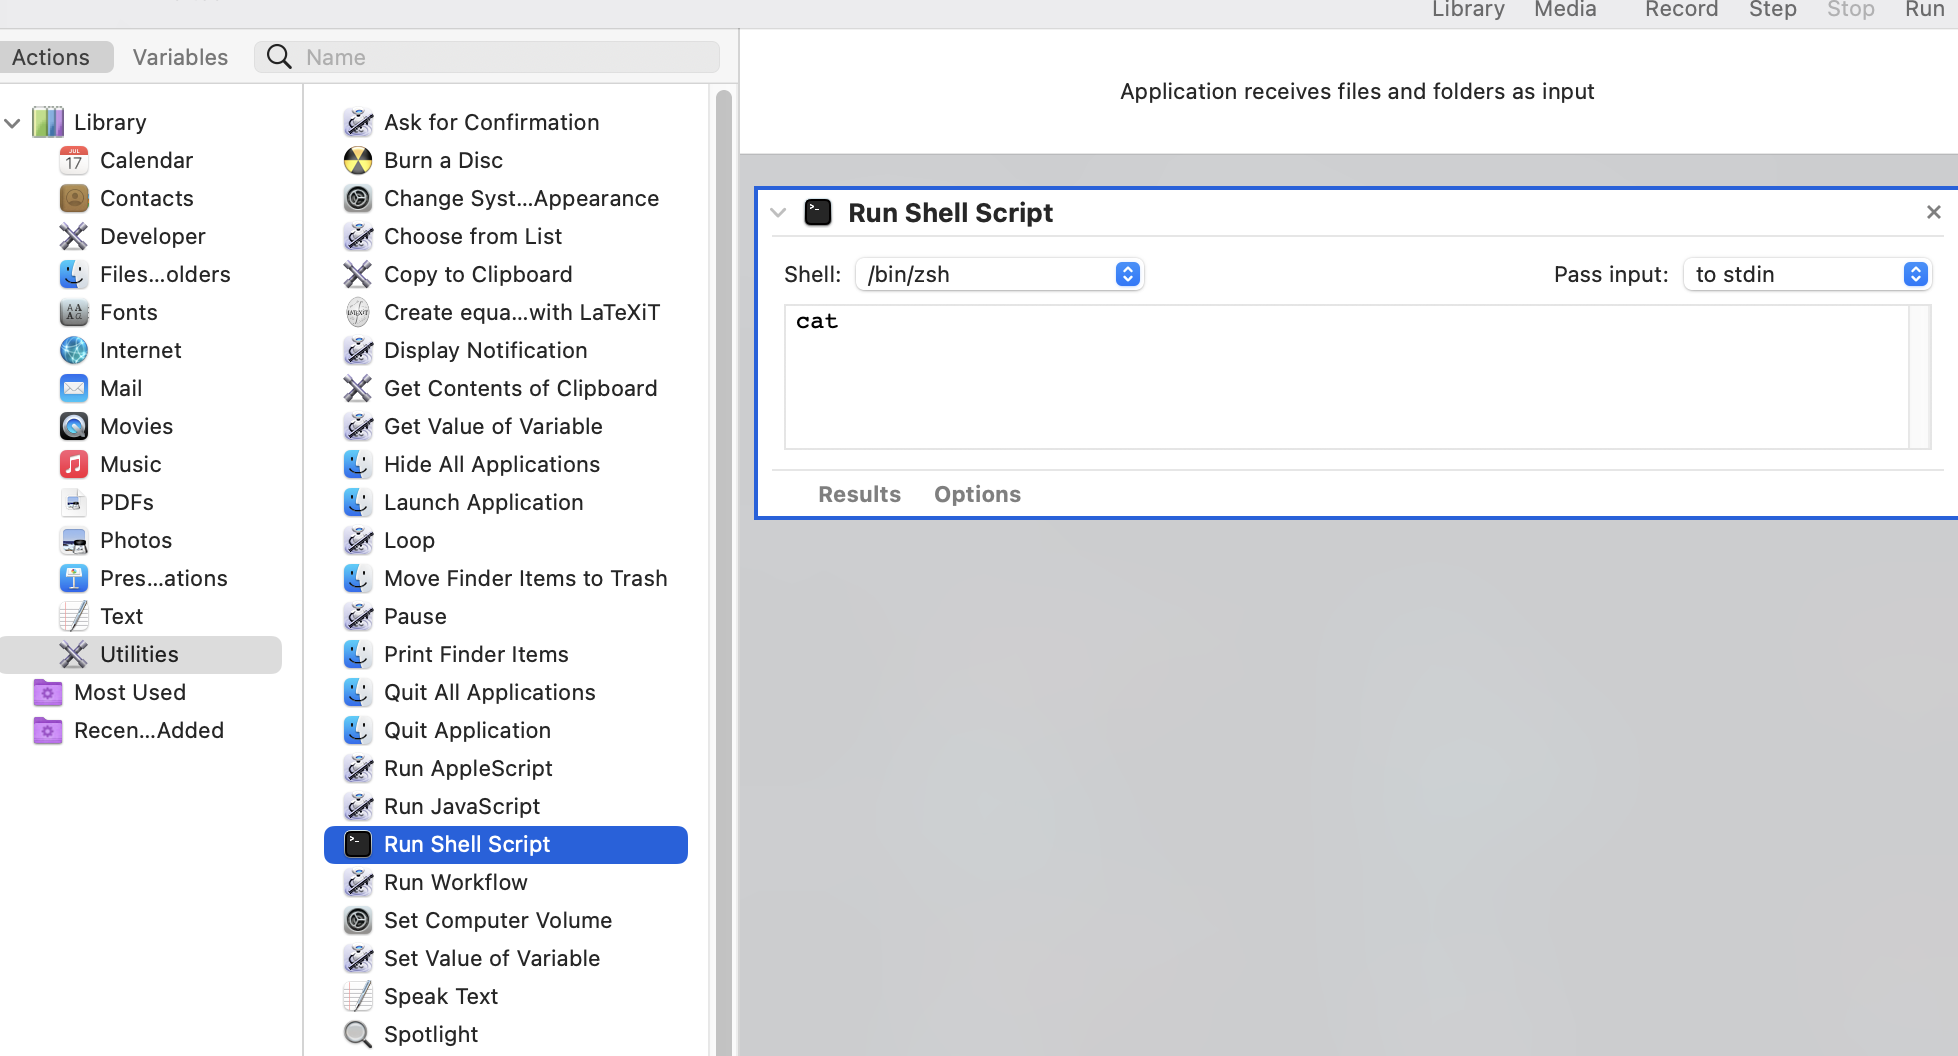 Library Media Record Step Stop Run
Actions Variables Name
Application receives files and folders as input
Library
JUL
17
Calendar
Contacts
Developer
Files...olders
Fonts
Internet
Mail
Movies
Music
PDFs
Photos
Pres...ations
Text
Utilities
Most Used
Recen...Added
Ask for Confirmation
Burn a Disc
Change Syst...Appearance
Choose from List
Copy to Clipboard
Create equa...with LaTeXiT
Display Notification
Get Contents of Clipboard
Get Value of Variable
Hide All Applications
Launch Application
Loop
Move Finder Items to Trash
Pause
Print Finder Items
Quit All Applications
Quit Application
Run AppleScript
Run JavaScript
Run Shell Script
Run Workflow
Set Computer Volume
Set Value of Variable
Speak Text
Spotlight
Run Shell Script
Shell: /bin/zsh Pass input: to stdin
cat
Results Options